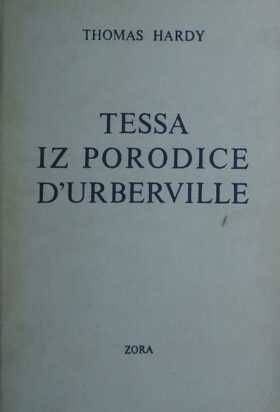 THOMAS HARDY
TESSA
IZ PORODICE
D'URBERVILLE
ZORA